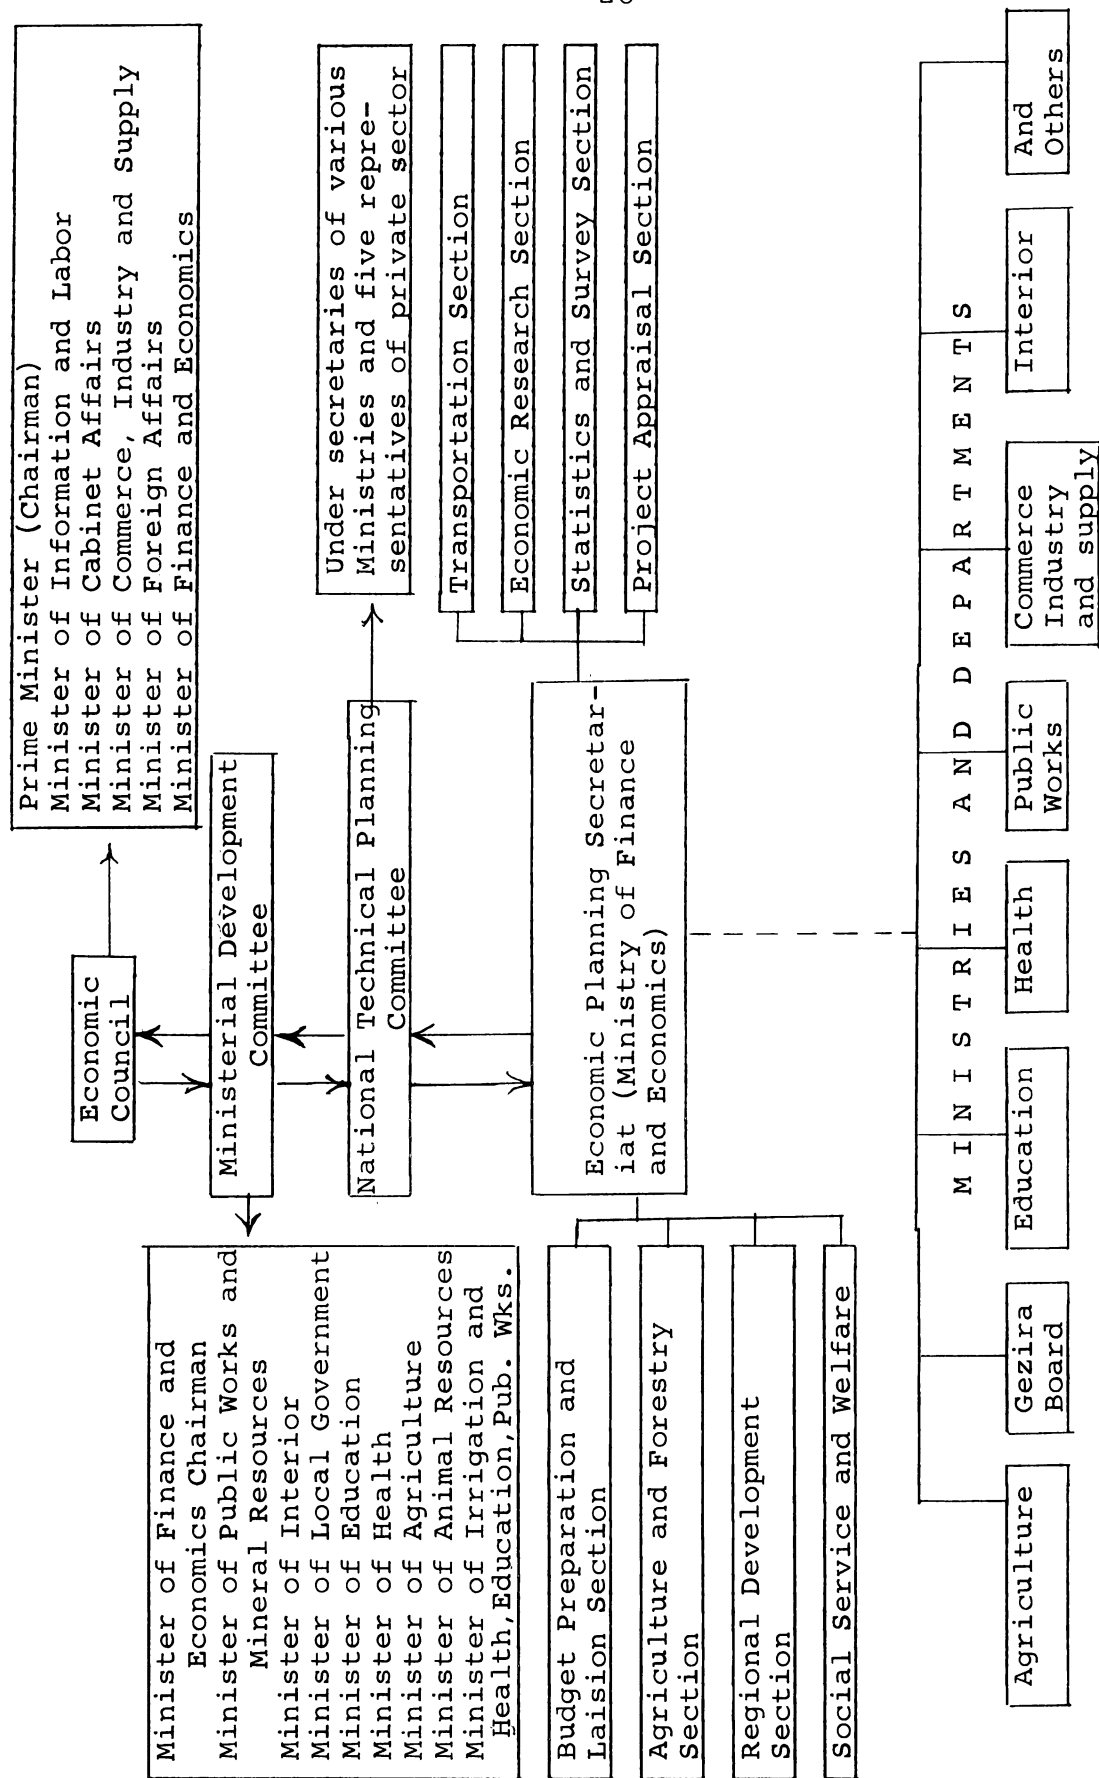 Economic
Council
Prime Minister (Chairman)
Minister of Information and Labor
Minister of Cabinet Affairs
Minister of Commerce, Industry and Supply
Minister of Foreign Affairs
Minister of Finance and Economics
Ministerial Development
Committee
Minister of Finance and
Economics Chairman
Minister of Public Works and
Mineral Resources
Minister of Interior
Minister of Local Government
Minister of Education
Minister of Health
Minister of Agriculture
Minister of Animal Resources
Minister of Irrigation and
Health,Education,Pub. Wks.
National Technical Planning
Committee
Under secretaries of various
Ministries and five repre-
sentatives of private sector
Economic Planning Secretar-
iat (Ministry of Finance
and Economics)
Budget Preparation and
Laision Section
Agriculture and Forestry
Section
Regional Development
Section
Social Service and Welfare
Transportation Section
Economic Research Section
Statistics and Survey Section
Project Appraisal Section
MINISTRIES AND DEPARTMENTS
Agriculture
Gezira
Board
Education
Health
Public
Works
Commerce
Industry
and supply
Interior
And
Others